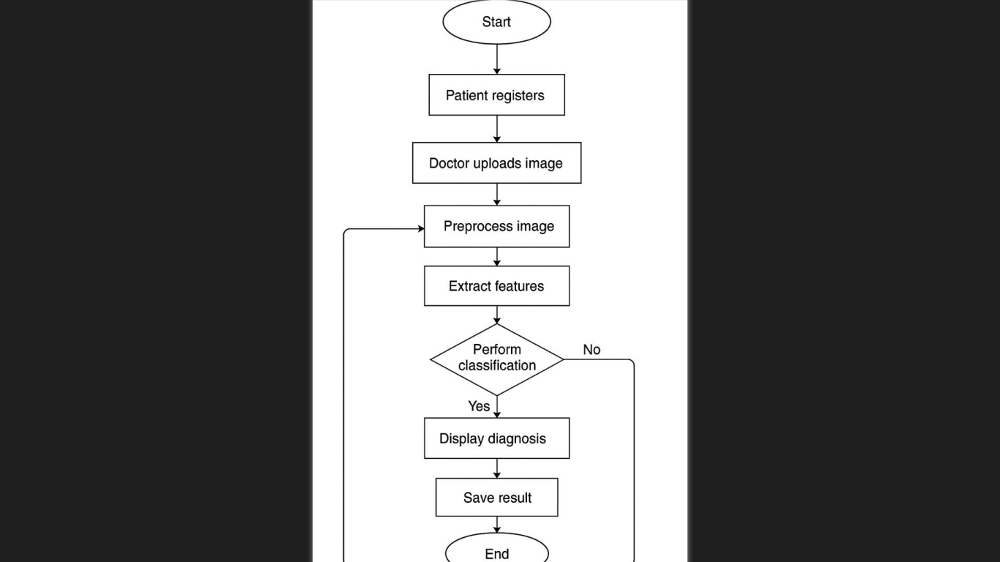 Start
Patient registers
Doctor uploads image
Preprocess image
Extract features
Perform
classification
No
Yes
Display diagnosis
Save result
End